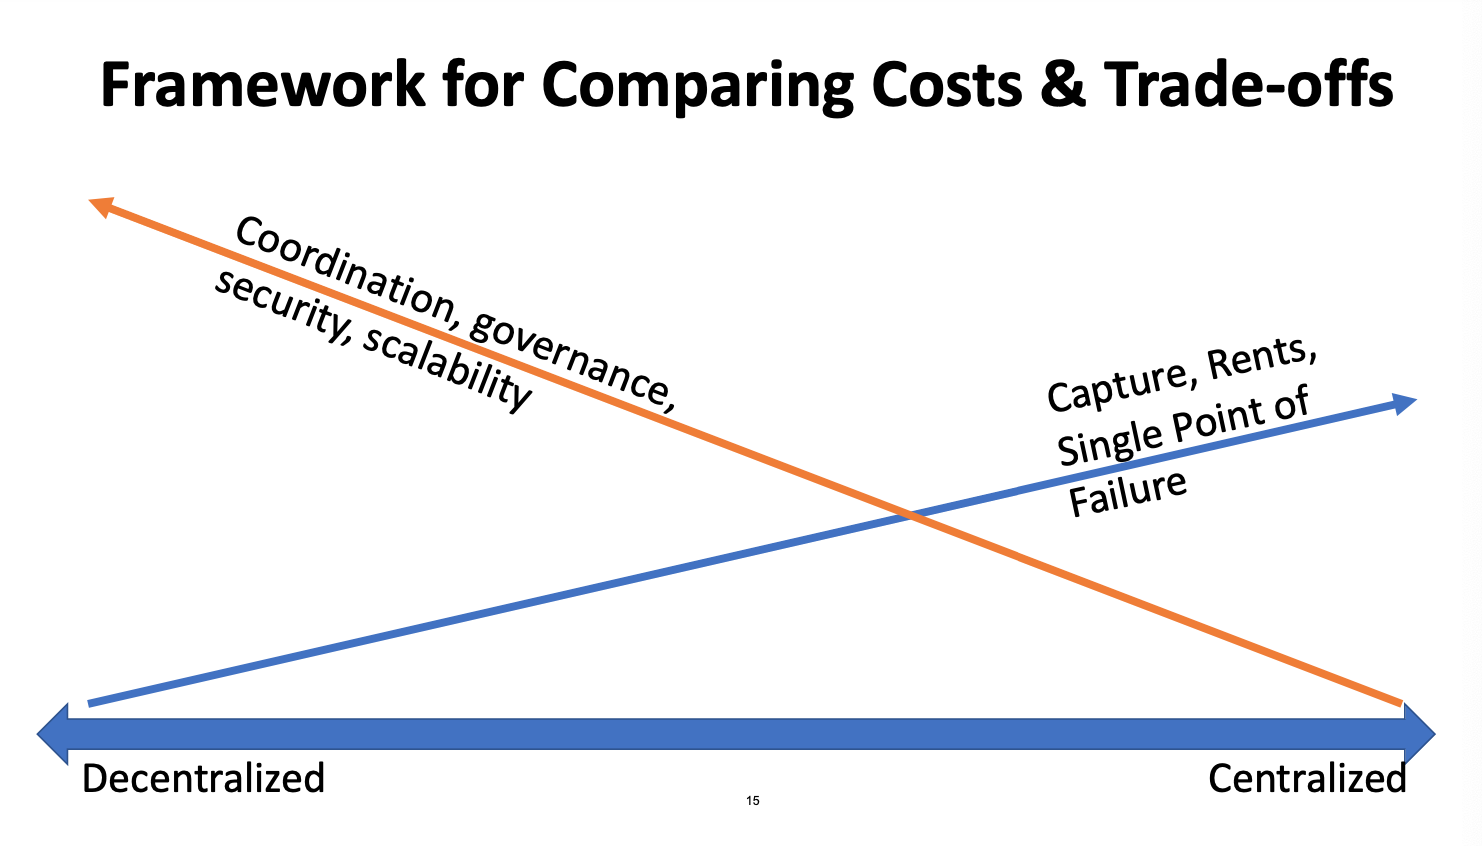 Framework for Comparing Costs & Trade-offs
Coordination, governance,
security, scalability
Capture, Rents,
Single Point of
Failure
Decentralized
Centralized
15